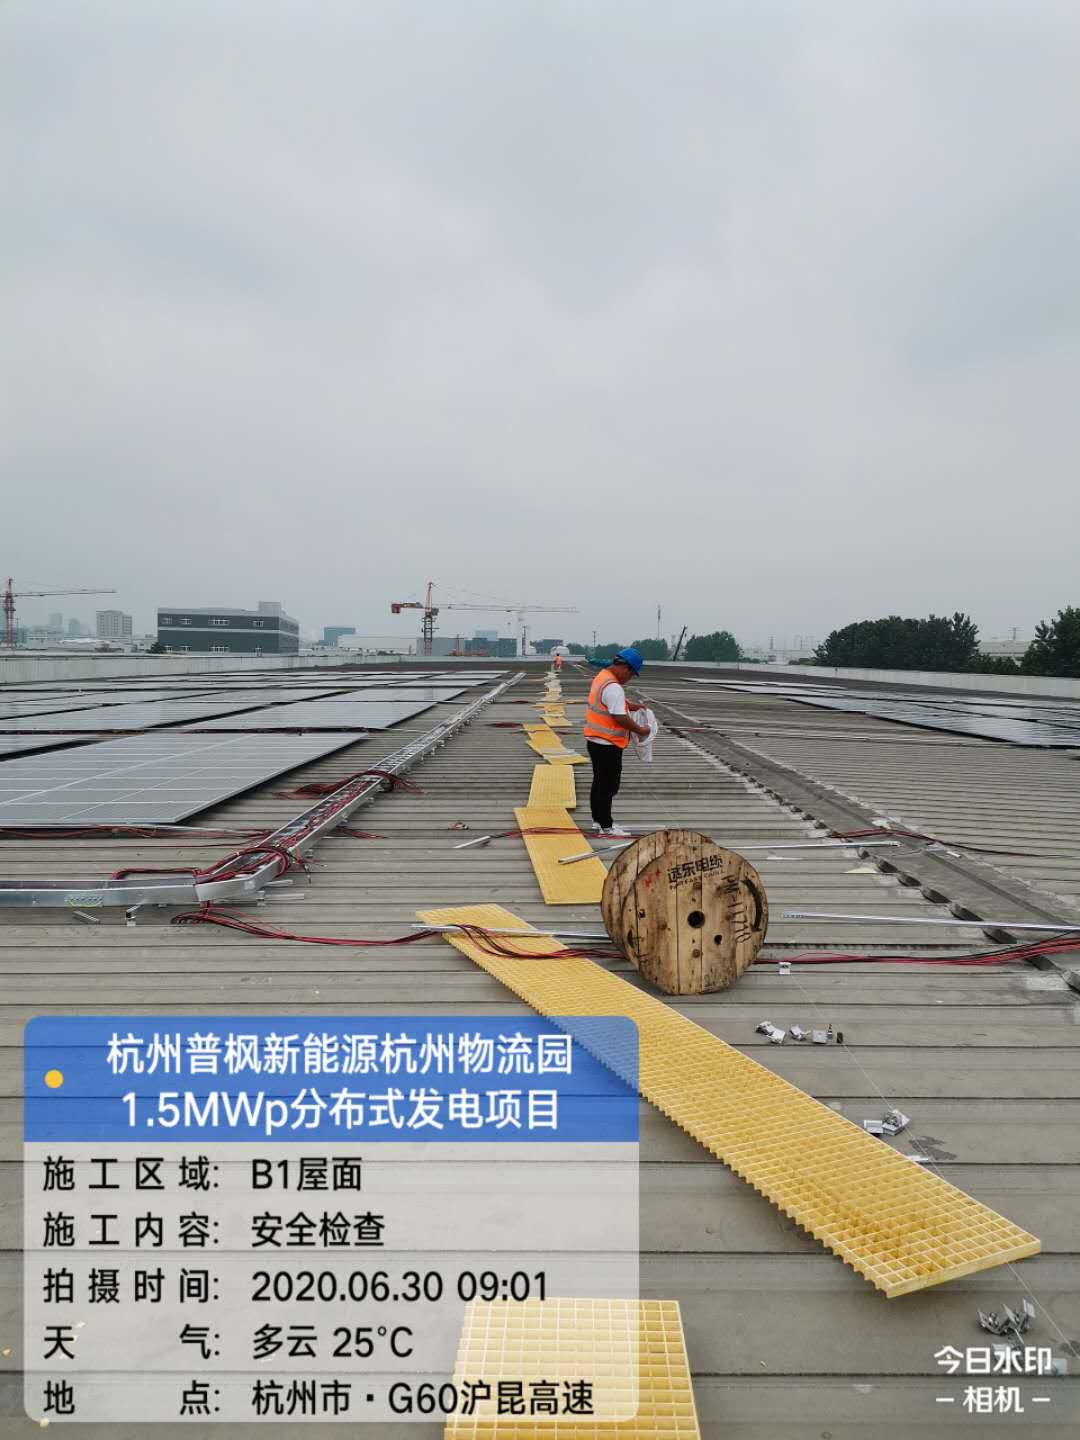 远东电缆
杭州普枫新能源杭州物流园
1.5MWp分布式发电项目
施工区域: B1屋面
施工内容: 安全检查
拍摄时间: 2020.06.30 09:01
天气: 多云 25℃
地点: 杭州市·G60沪昆高速
今日水印
-相机-